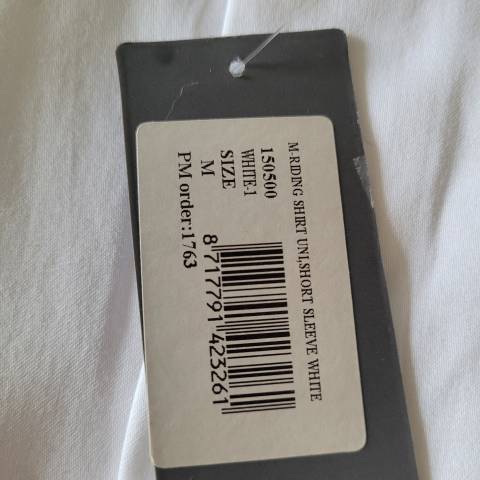 M-RIDING SHIRT UNI,SHORT SLEEVE WHITE
150500
WHITE-1
SIZE
M
PM order:1763
8 717791 423261